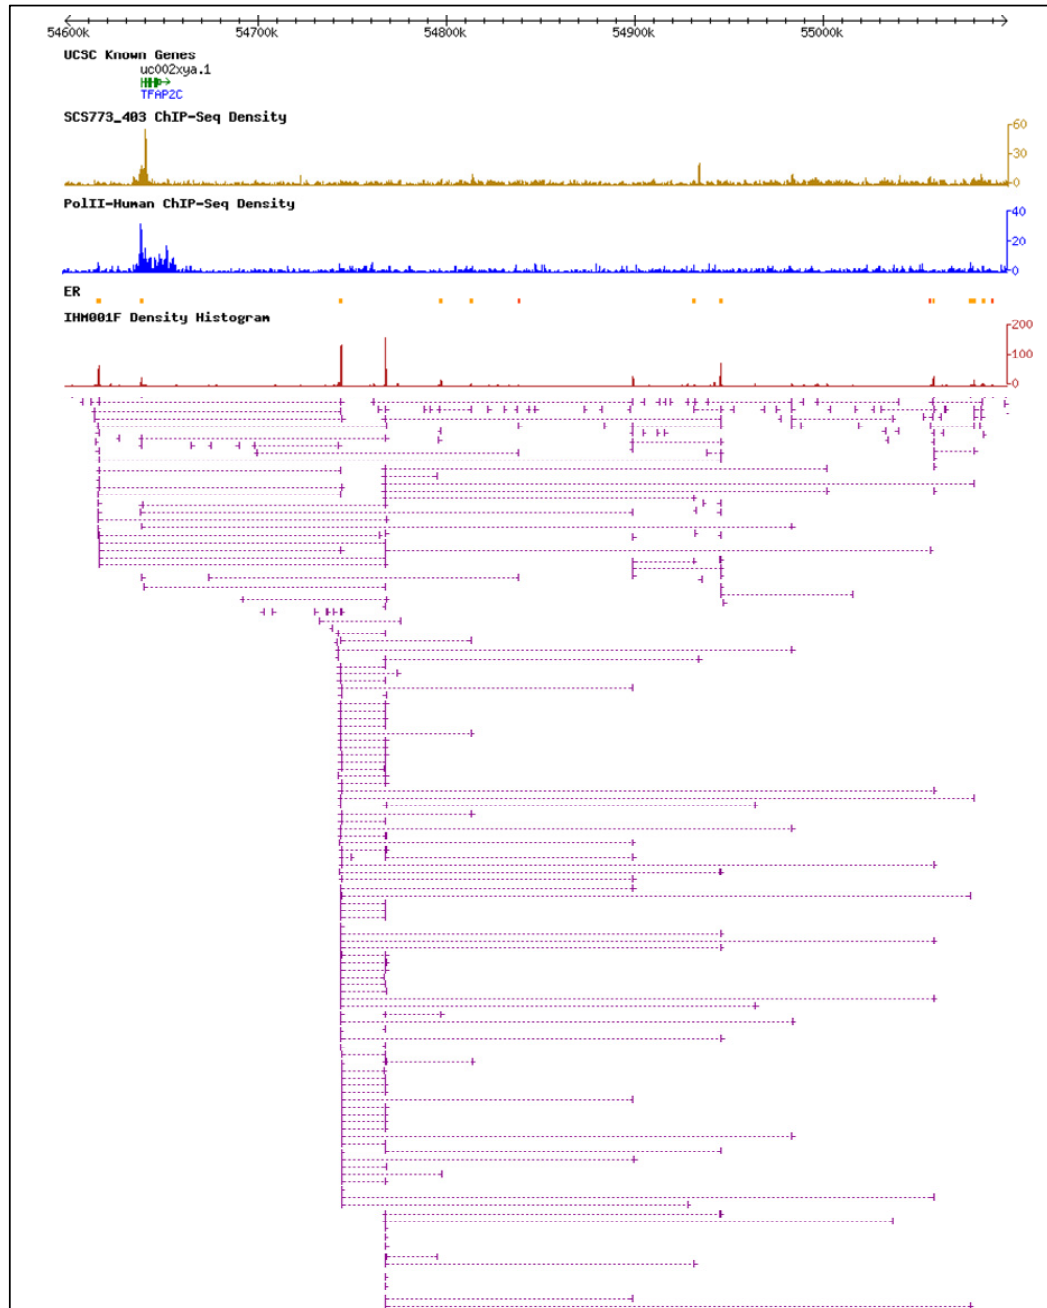 54600k 54700k 54800k 54900k 55000k
UCSC Known Genes
uc002xya.1
TFAP2C
SCS773_403 ChIP-Seq Density
60
30
0
PolII-Human ChIP-Seq Density
40
20
0
ER
IHM001F Density Histogram
200
100
0